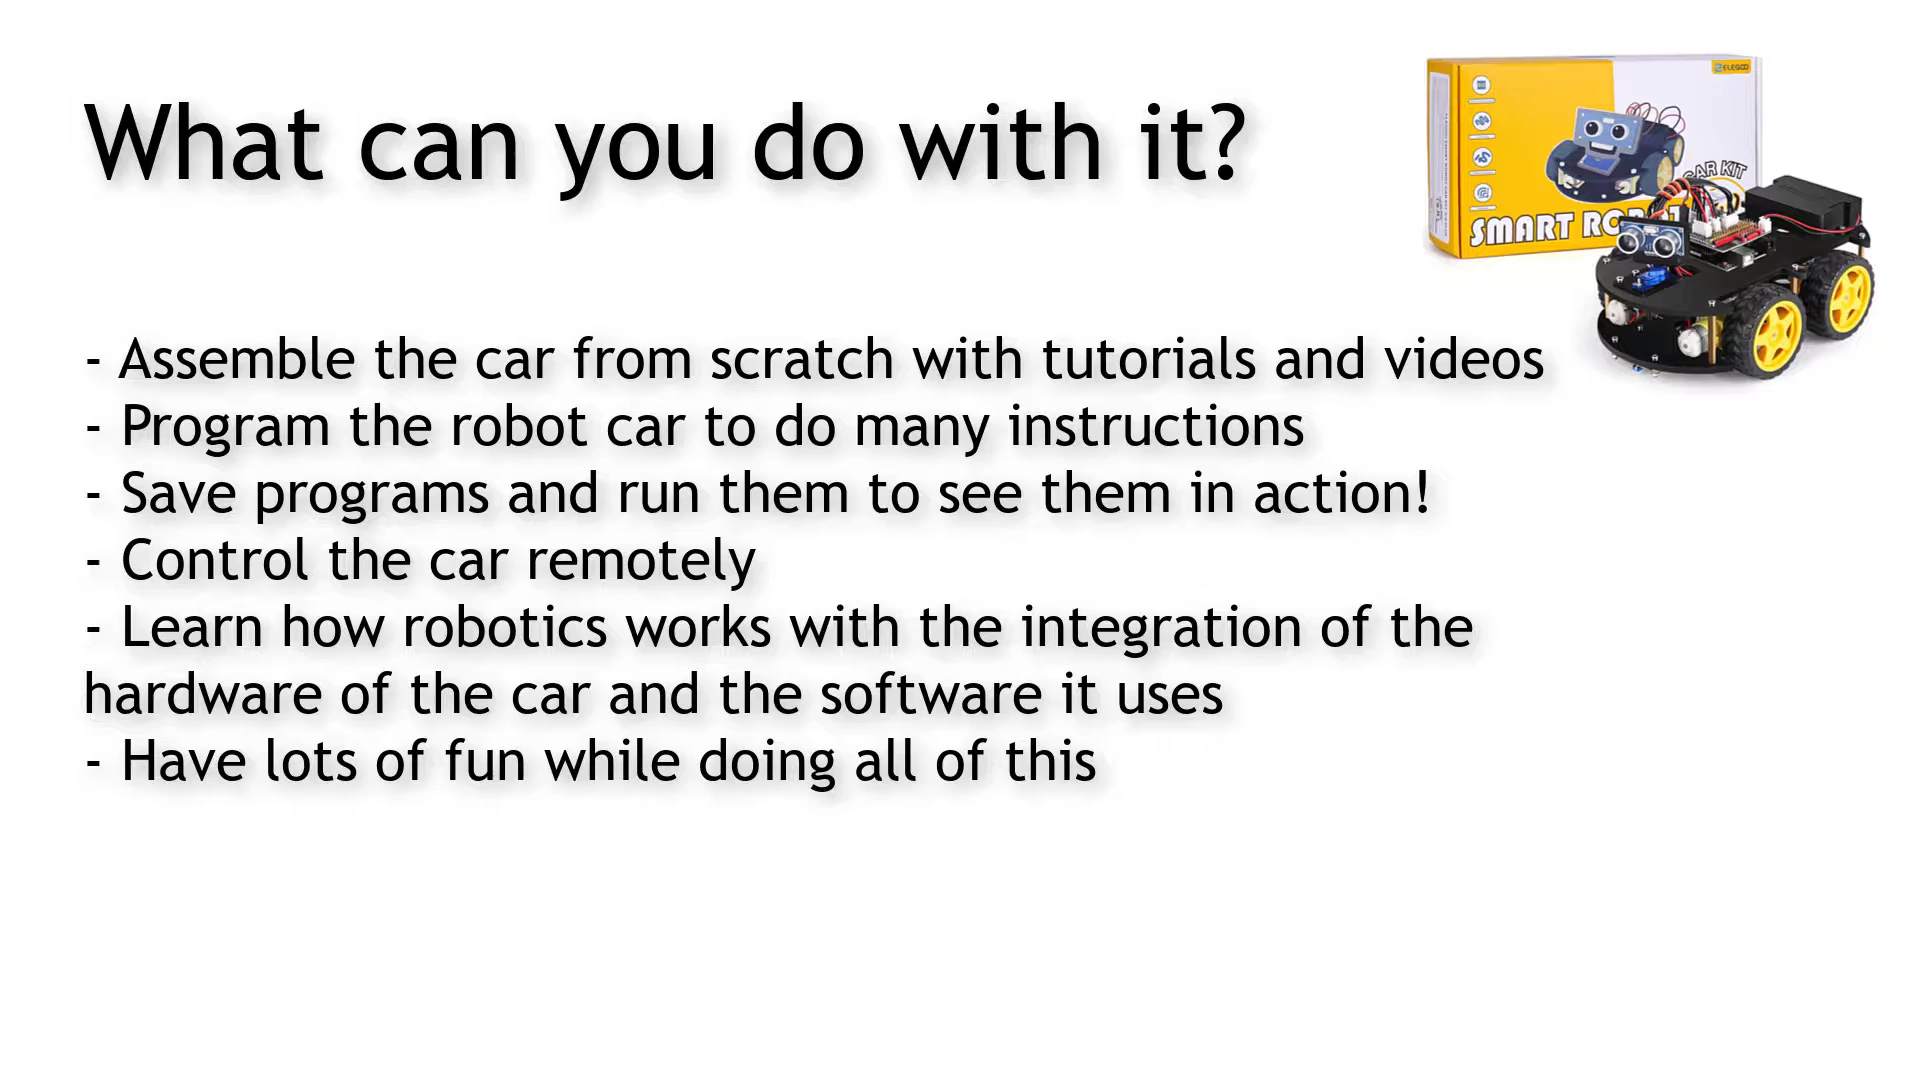 What can you do with it?
ELEGOO
CAR KIT
SMART RO
- Assemble the car from scratch with tutorials and videos
- Program the robot car to do many instructions
- Save programs and run them to see them in action!
- Control the car remotely
- Learn how robotics works with the integration of the
hardware of the car and the software it uses
- Have lots of fun while doing all of this